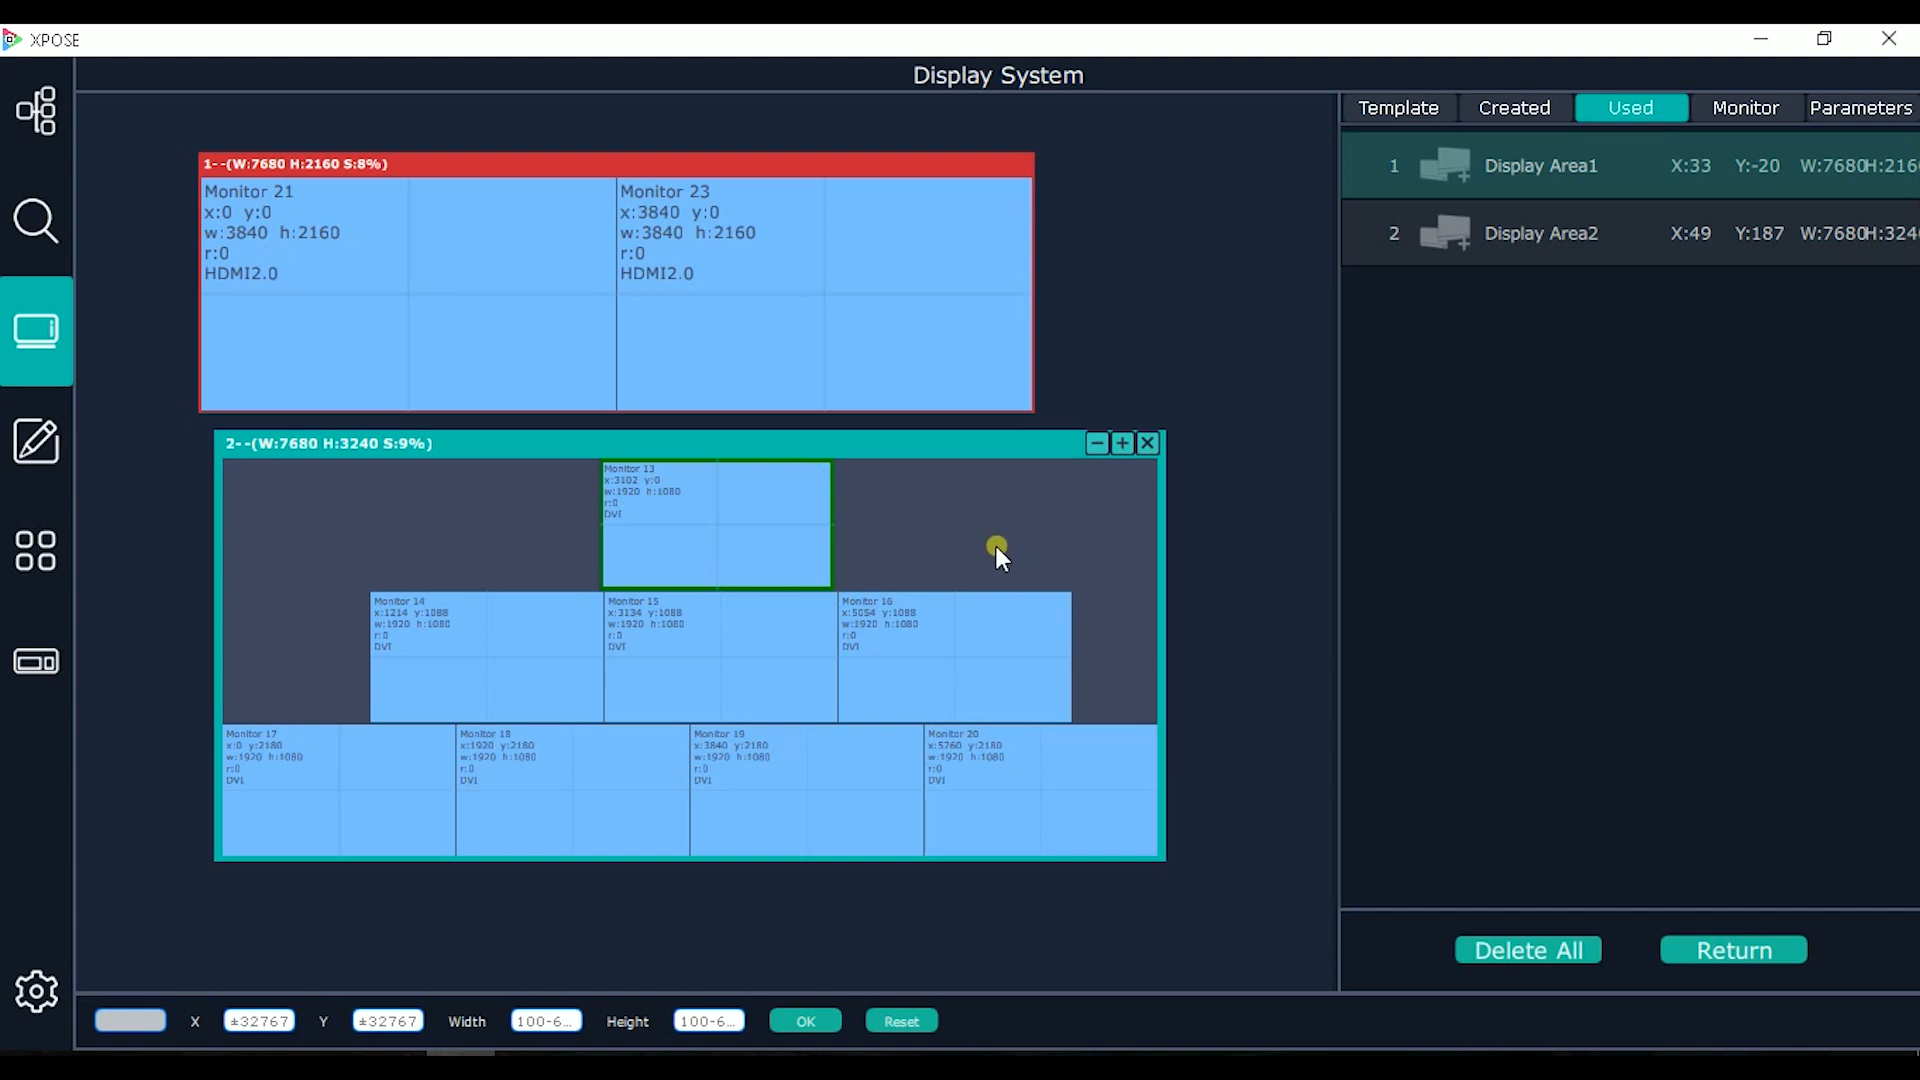 XPOSE
Display System
Template Created Used Monitor Parameters
1 Display Area1 X:33 Y:-20 W:7680H:216
2 Display Area2 X:49 Y:187 W:7680H:324
1--(W:7680 H:2160 S:8%)
Monitor 21
x:0 y:0
w:3840 h:2160
r:0
HDMI2.0
Monitor 23
x:3840 y:0
w:3840 h:2160
r:0
HDMI2.0
2--(W:7680 H:3240 S:9%)
Monitor 13
x:3102 y:0
w:1920 h:1080
r:0
DVI
Monitor 14
x:1214 y:1088
w:1920 h:1080
r:0
DVI
Monitor 15
x:3134 y:1088
w:1920 h:1080
r:0
DVI
Monitor 16
x:5054 y:1088
w:1920 h:1080
r:0
DVI
Monitor 17
x:0 y:2180
w:1920 h:1080
r:0
DVI
Monitor 18
x:1920 y:2180
w:1920 h:1080
r:0
DVI
Monitor 19
x:3840 y:2180
w:1920 h:1080
r:0
DVI
Monitor 20
x:5760 y:2180
w:1920 h:1080
r:0
DVI
Delete All Return
X ±32767 Y ±32767 Width 100-6... Height 100-6... OK Reset